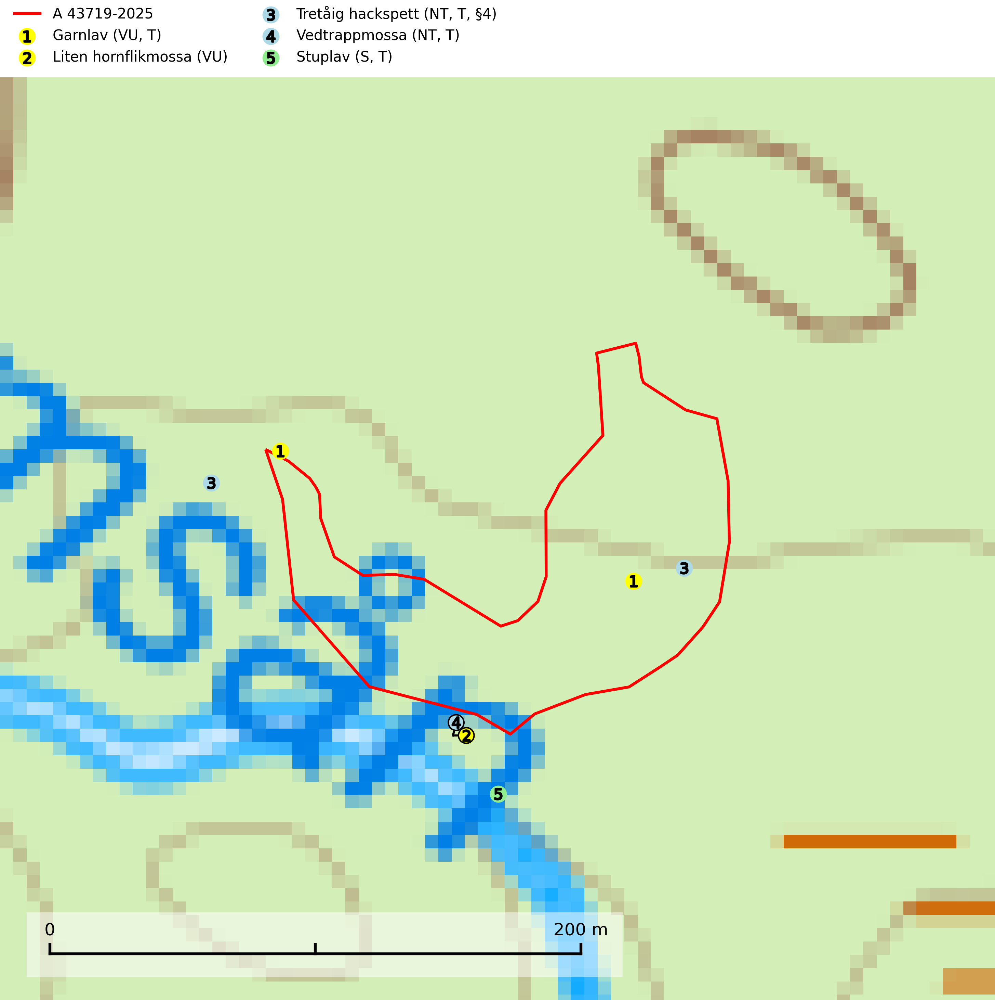 A 43719-2025
1 Garnlav (VU, T)
2 Liten hornflikmossa (VU)
3 Tretåig hackspett (NT, T, §4)
4 Vedtrappmossa (NT, T)
5 Stuplav (S, T)
1
3
3
1
4
2
5
0 200 m